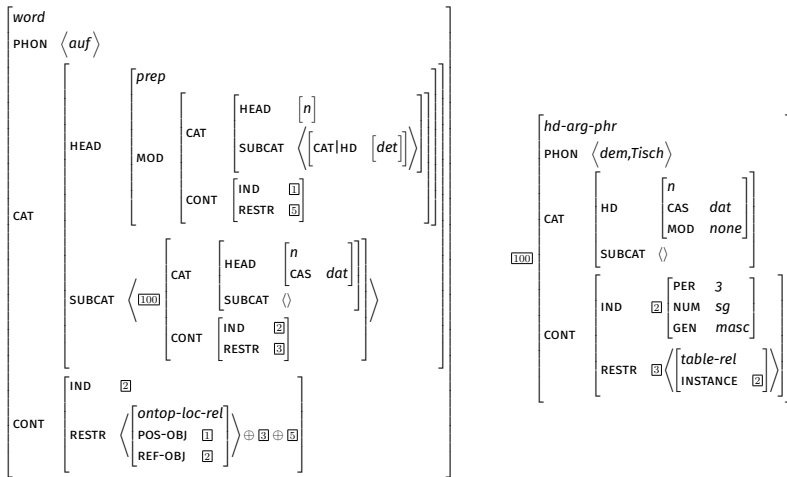 word
PHON ⟨auf⟩
CAT
HEAD
prep
MOD
CAT
HEAD [n]
SUBCAT ⟨[CAT|HD [det]]⟩
CONT
IND 1
RESTR 5
SUBCAT ⟨ 100
CAT
HEAD
n
CAS dat
SUBCAT ⟨⟩
CONT
IND 2
RESTR 3
⟩
CONT
IND 2
RESTR ⟨
ontop-loc-rel
POS-OBJ 1
REF-OBJ 2
⟩ ⊕ 3 ⊕ 5
100
hd-arg-phr
PHON ⟨dem,Tisch⟩
CAT
HD
n
CAS dat
MOD none
SUBCAT ⟨⟩
CONT
IND 2
PER 3
NUM sg
GEN masc
RESTR 3 ⟨
table-rel
INSTANCE 2
⟩